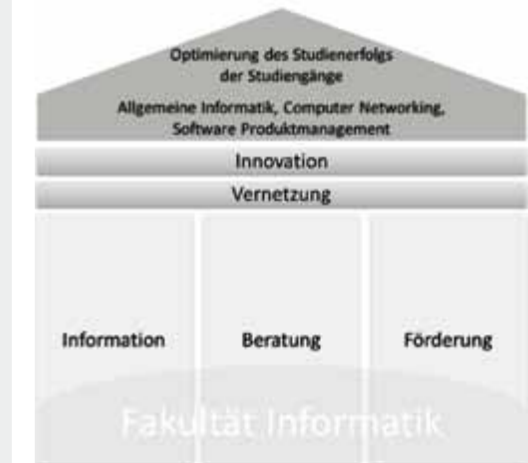 Optimierung des Studienerfolgs
der Studiengänge
Allgemeine Informatik, Computer Networking,
Software Produktmanagement
Innovation
Vernetzung
Information
Beratung
Förderung
Fakultät Informatik